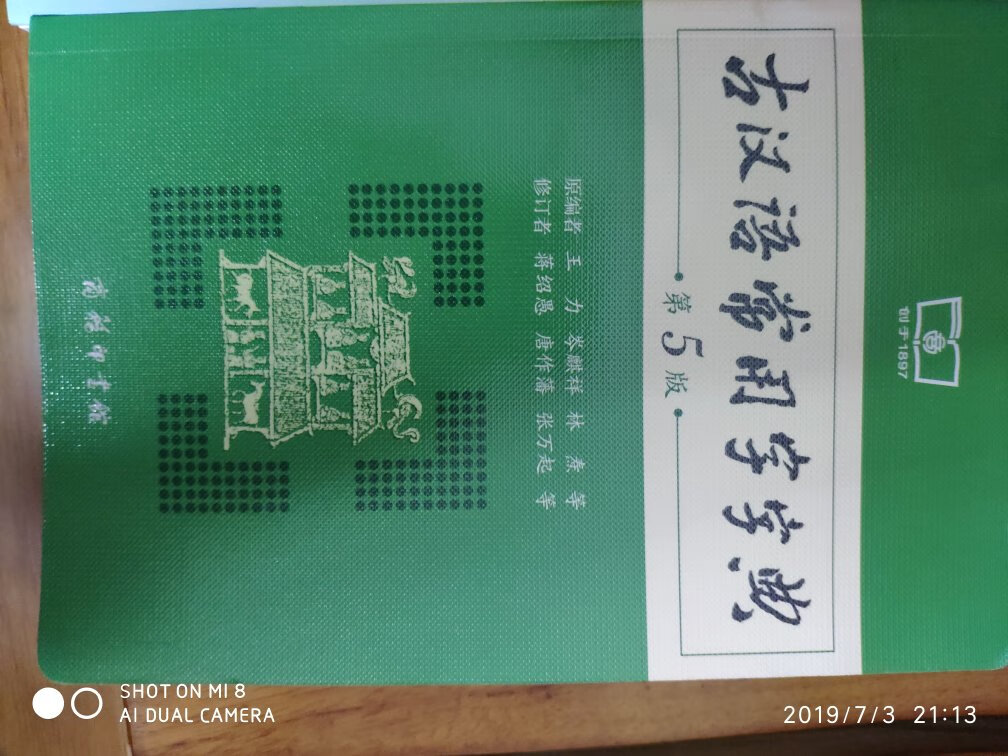 创于1897
古汉语常用字字典
第5版
原编者 王力 岑麒祥 林焘 等
修订者 蒋绍愚 唐作藩 张万起 等
商务印书馆
SHOT ON MI 8
AI DUAL CAMERA
2019/7/3 21:13